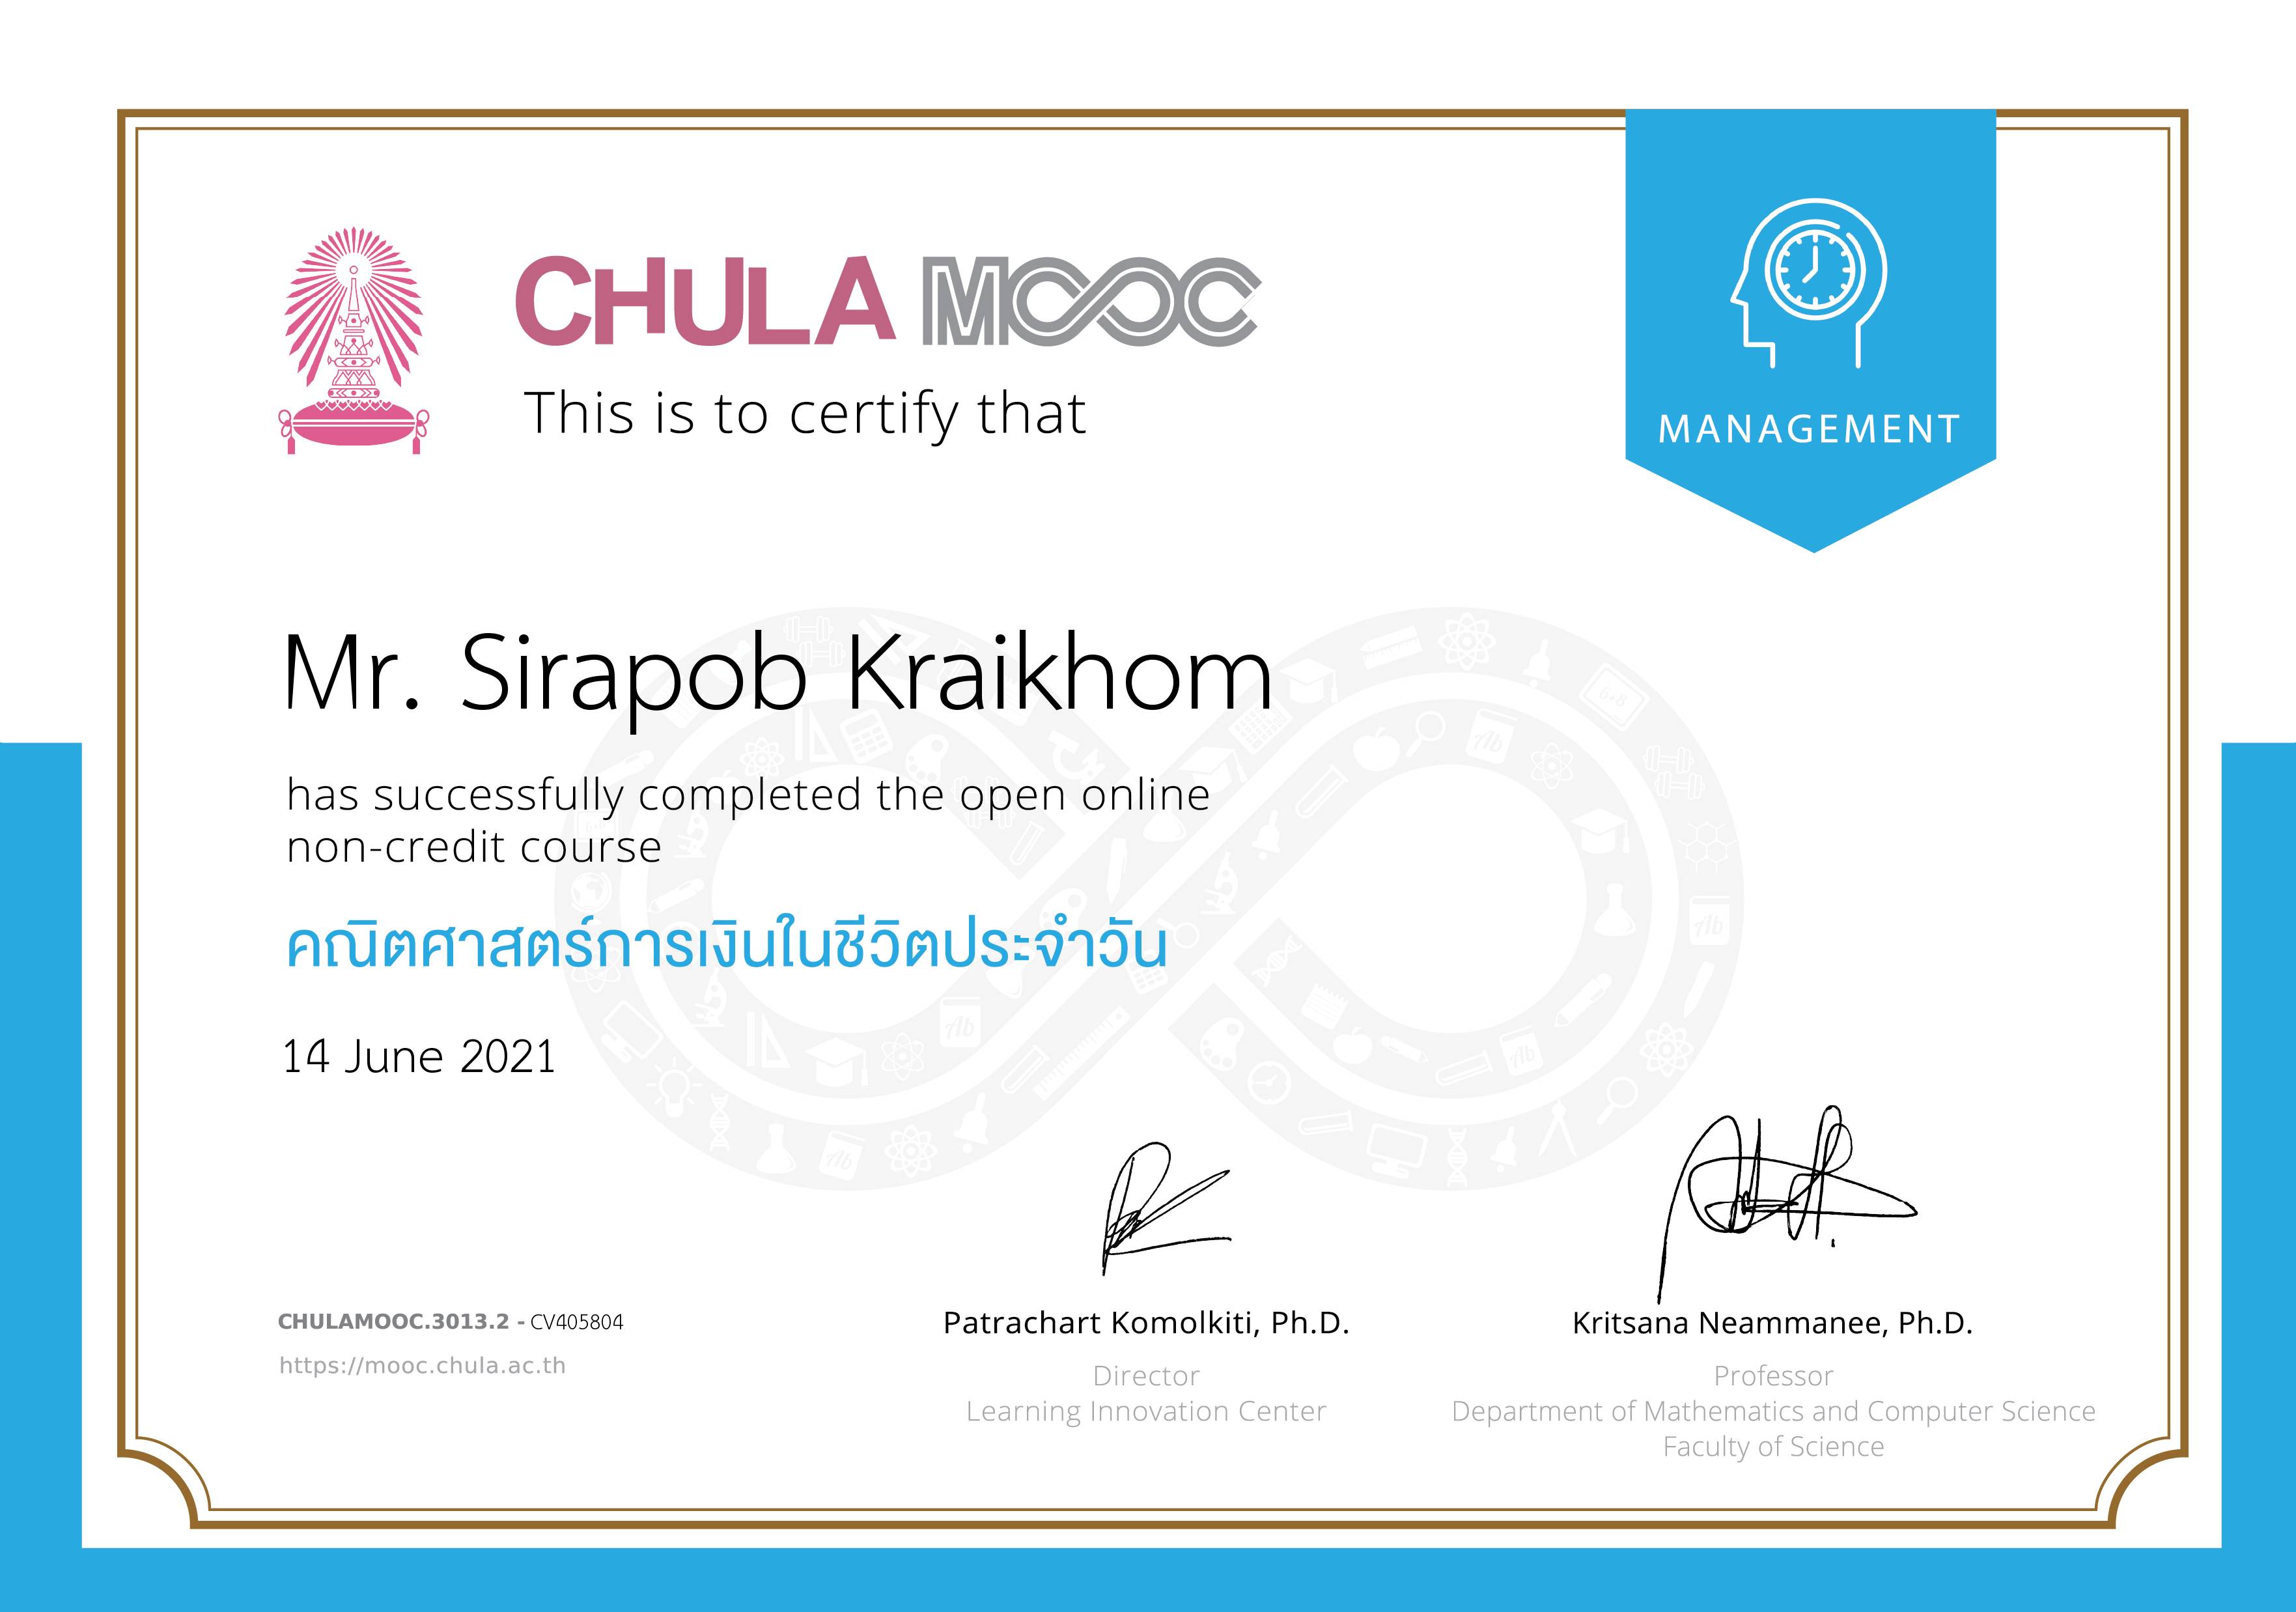 CHULA MOOC
This is to certify that
MANAGEMENT
Mr. Sirapob Kraikhom
has successfully completed the open online
non-credit course
คณิตศาสตร์การเงินในชีวิตประจำวัน
14 June 2021
CHULAMOOC.3013.2 - CV405804
https://mooc.chula.ac.th
Patrachart Komolkiti, Ph.D.
Director
Learning Innovation Center
Kritsana Neammanee, Ph.D.
Professor
Department of Mathematics and Computer Science
Faculty of Science